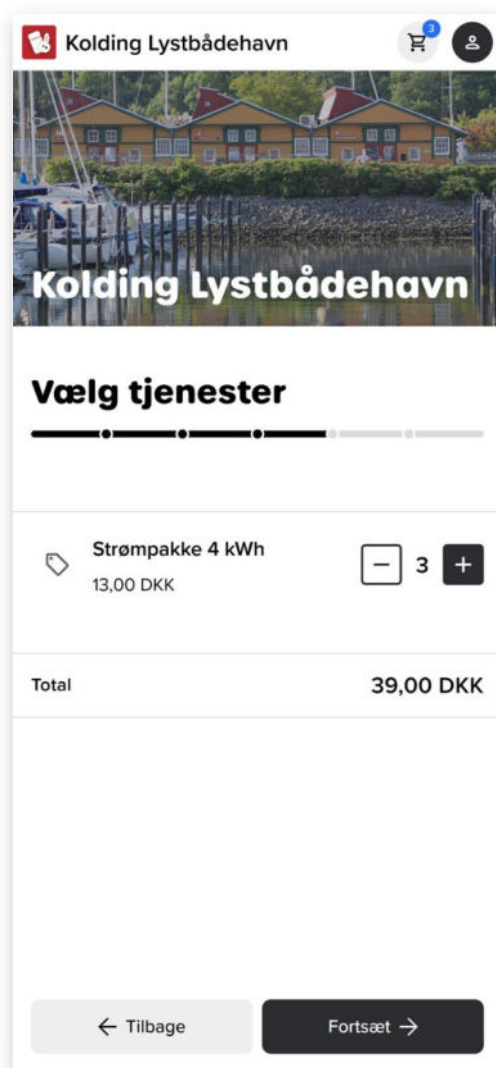 Kolding Lystbådehavn
3
Kolding Lystbådehavn
Vælg tjenester
Strømpakke 4 kWh
13,00 DKK
− 3 +
Total 39,00 DKK
← Tilbage
Fortsæt →